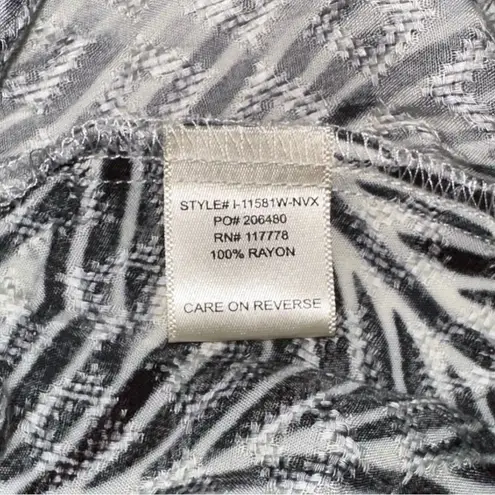 STYLE# I-11581W-NVX
PO# 206480
RN# 117778
100% RAYON
CARE ON REVERSE